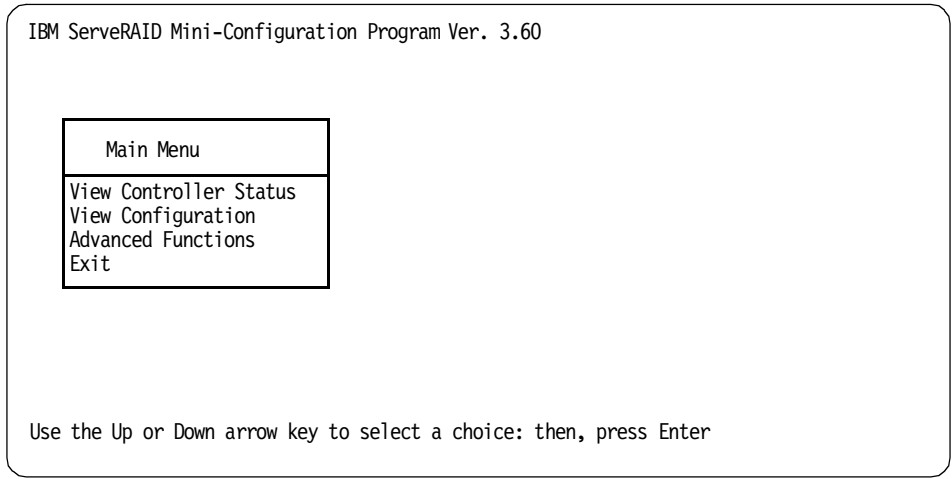 IBM ServeRAID Mini-Configuration Program Ver. 3.60
Main Menu
View Controller Status
View Configuration
Advanced Functions
Exit
Use the Up or Down arrow key to select a choice: then, press Enter